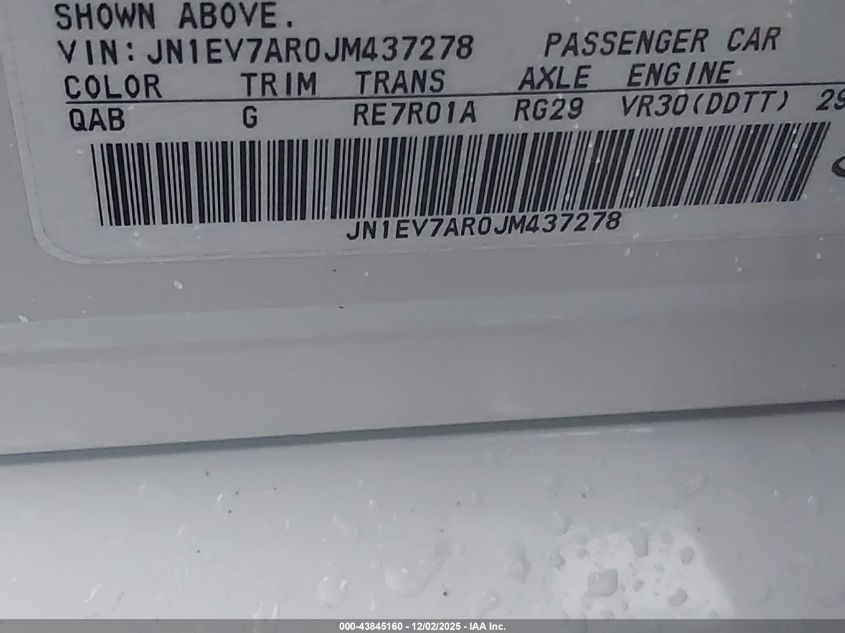 SHOWN ABOVE.
VIN: JN1EV7AR0JM437278 PASSENGER CAR
COLOR TRIM TRANS AXLE ENGINE
QAB G RE7R01A RG29 VR30(DDTT) 29
JN1EV7AR0JM437278
000-43845160 - 12/02/2025 - IAA Inc.